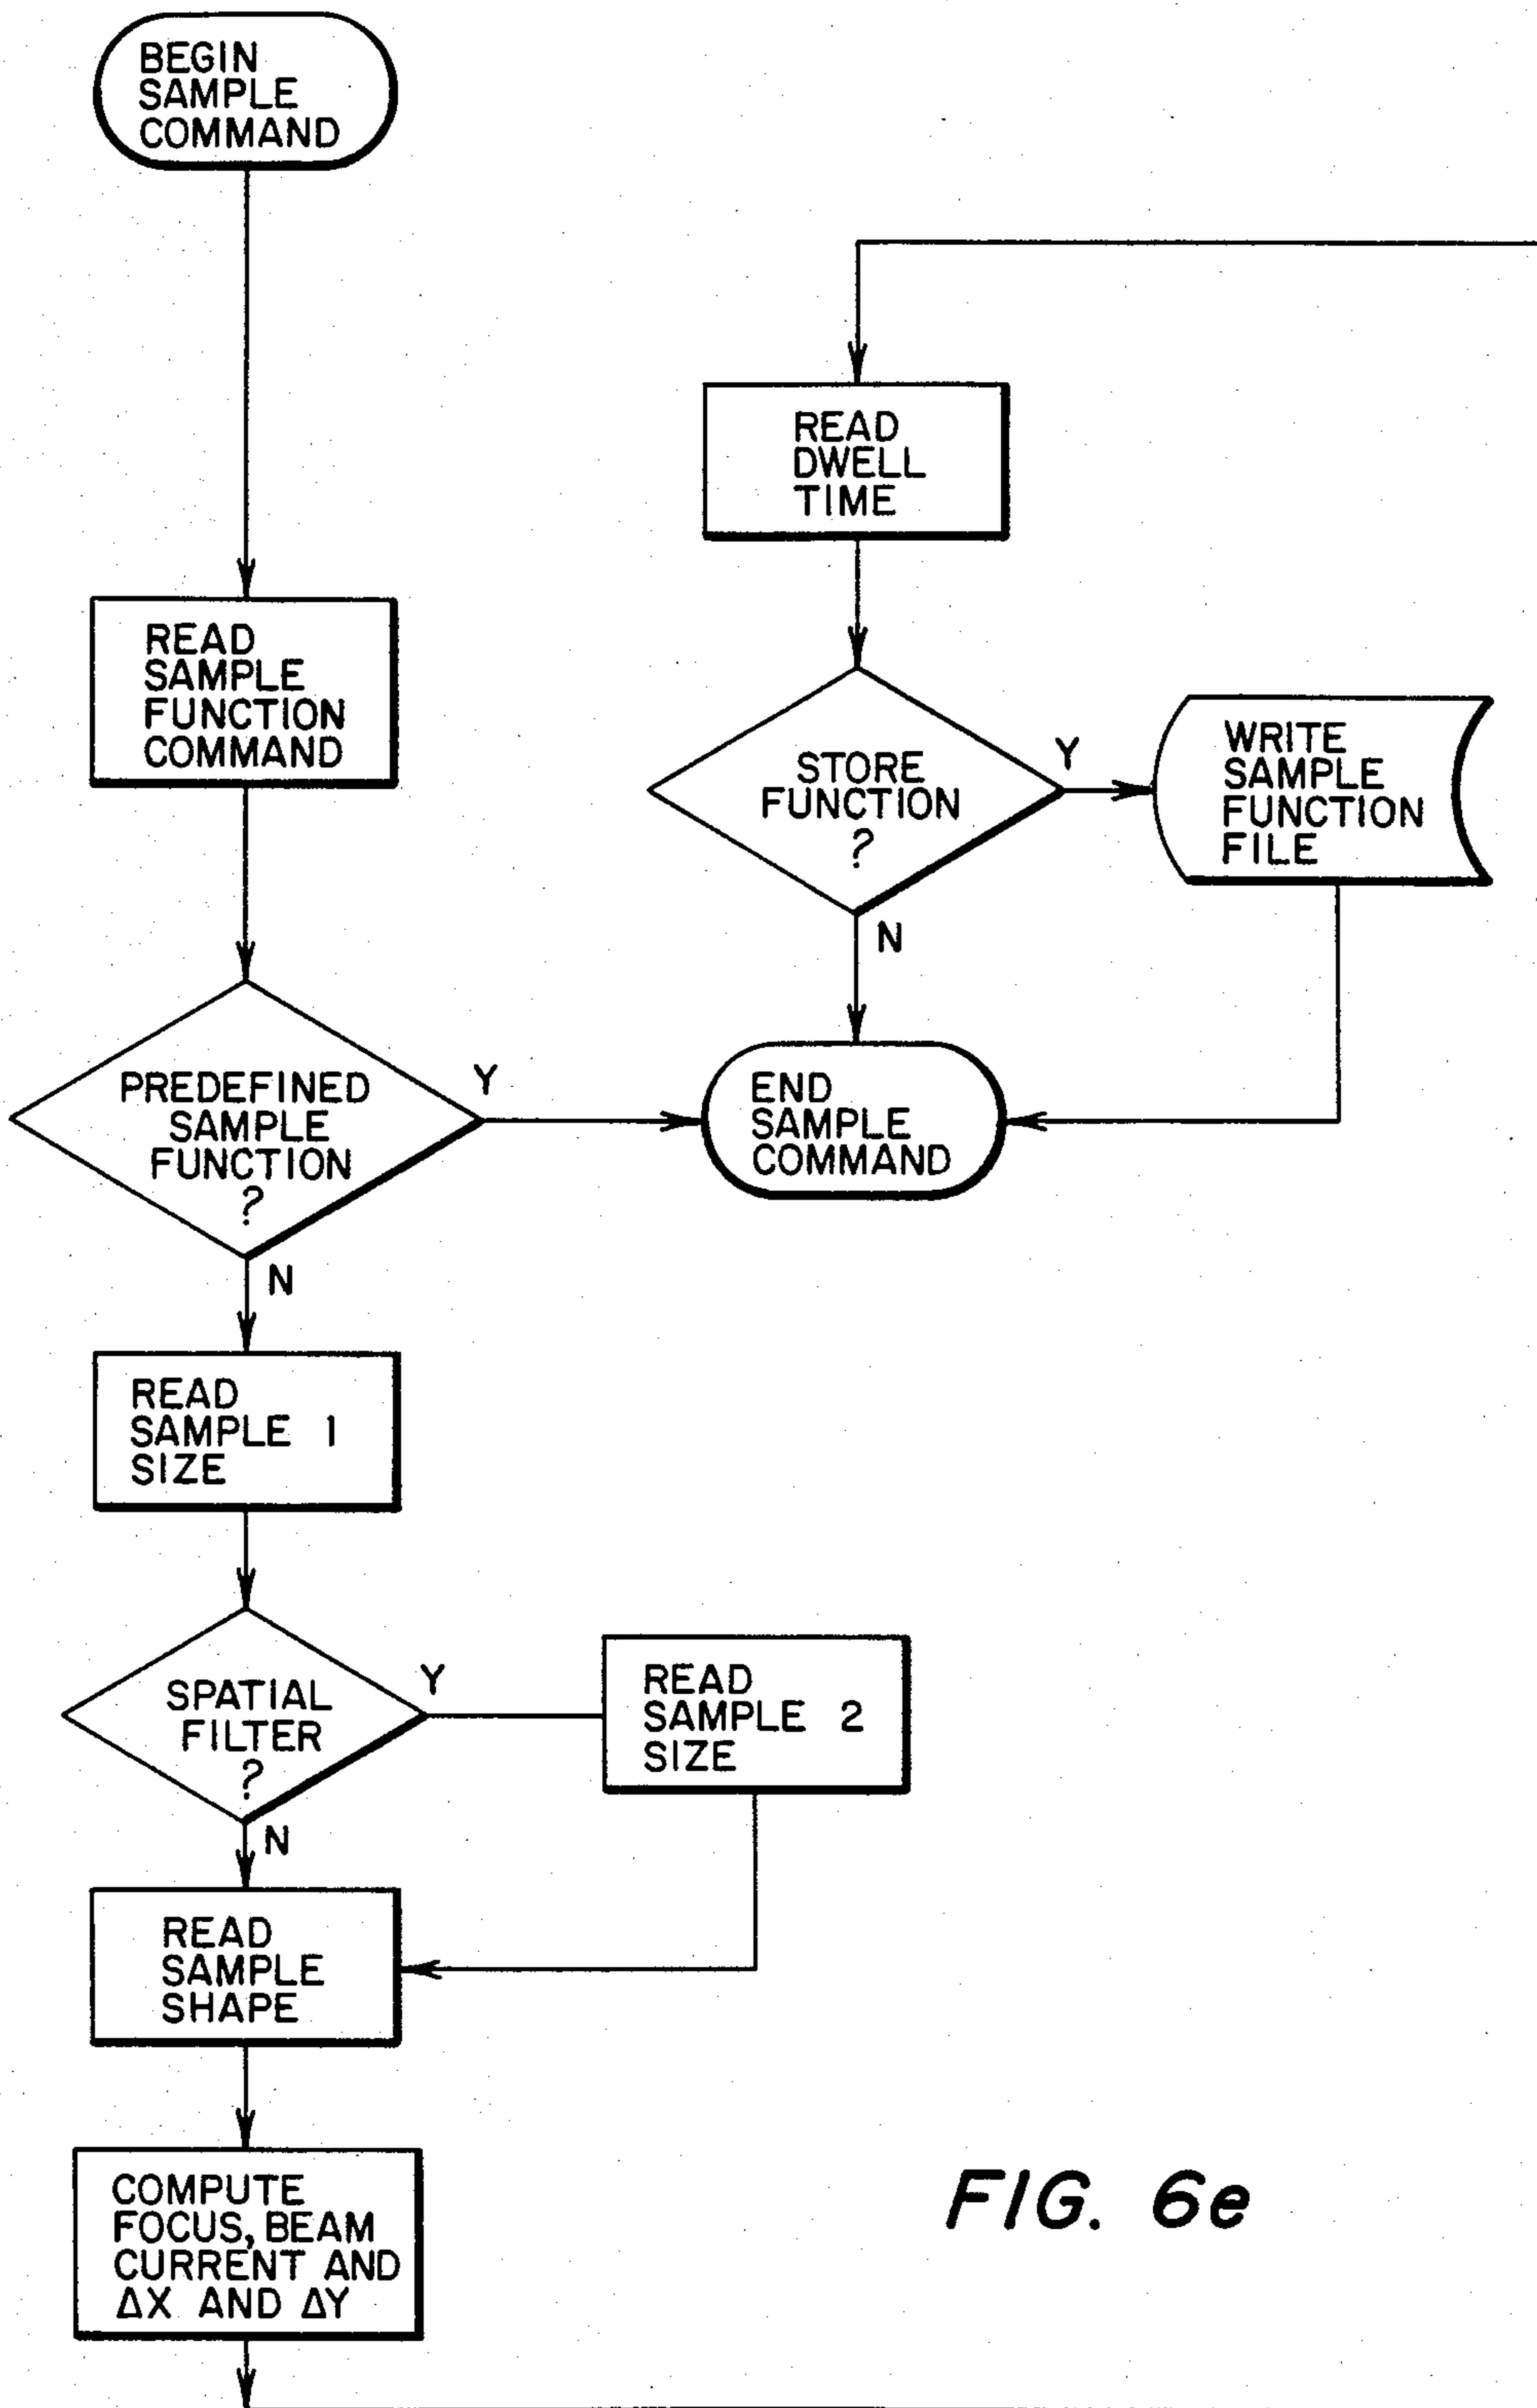 BEGIN
SAMPLE
COMMAND
READ
SAMPLE
FUNCTION
COMMAND
PREDEFINED
SAMPLE
FUNCTION
?
Y
N
READ
SAMPLE 1
SIZE
SPATIAL
FILTER
?
Y
N
READ
SAMPLE 2
SIZE
READ
SAMPLE
SHAPE
COMPUTE
FOCUS, BEAM
CURRENT AND
ΔX AND ΔY
READ
DWELL
TIME
STORE
FUNCTION
?
Y
N
WRITE
SAMPLE
FUNCTION
FILE
END
SAMPLE
COMMAND
FIG. 6e